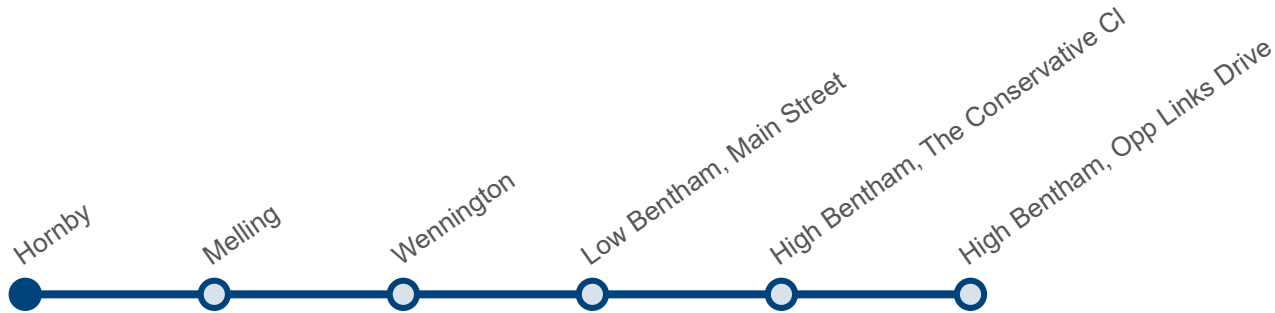 Hornby
Melling
Wennington
Low Bentham, Main Street
High Bentham, The Conservative Cl
High Bentham, Opp Links Drive